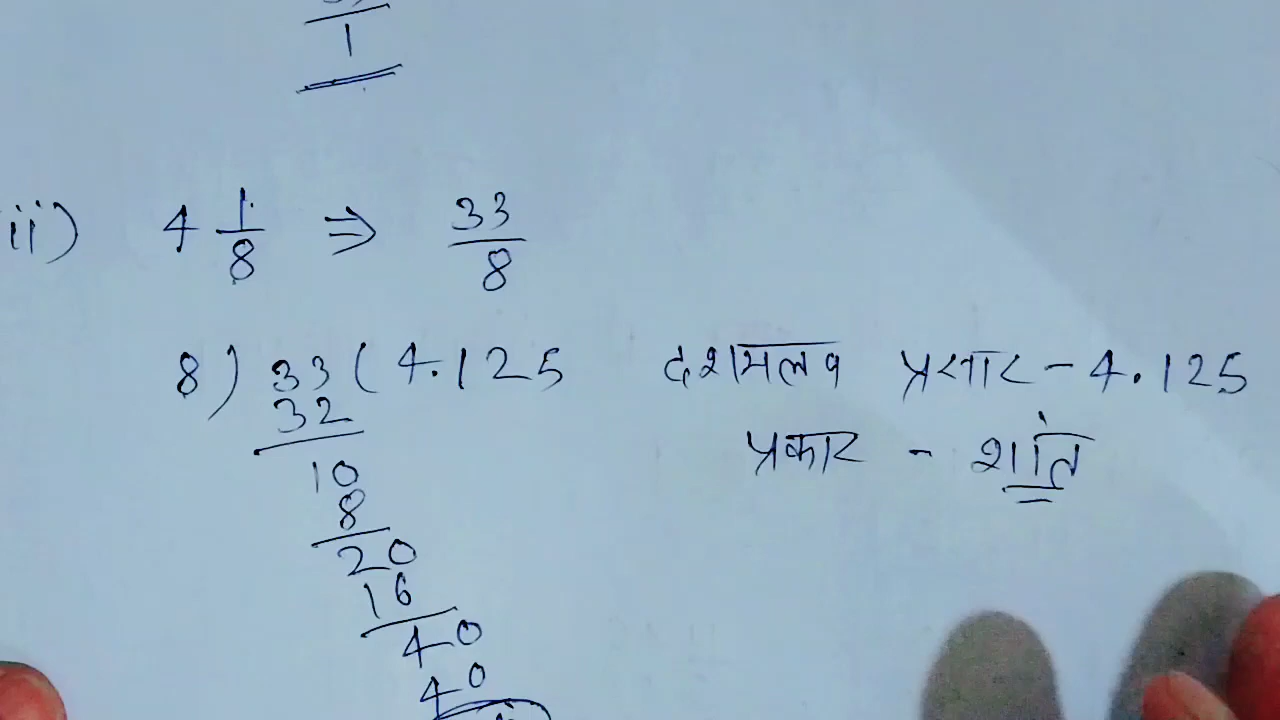 1
ii) 4 1/8 ⇒ 33/8
8 ) 33 ( 4.125
32
10
8
20
16
40
40
दशमलव प्रसार - 4.125
प्रकार - शांत